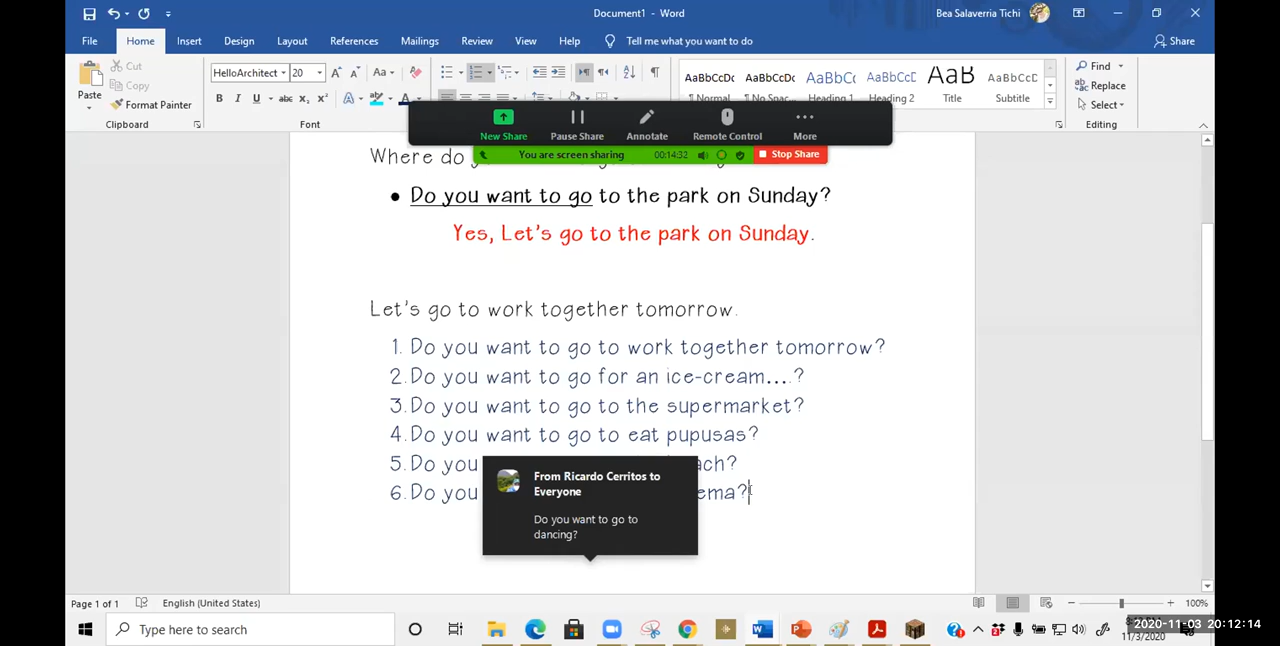 Document1 - Word
Bea Salaverria Tichi
File Home Insert Design Layout References Mailings Review View Help Tell me what you want to do Share
Paste
Cut
Copy
Format Painter
Clipboard
HelloArchitect 20
Font
AaBbCcDc AaBbCcDc AaBbCc AaBbCcD AaB AaBbCcD
¶ Normal ¶ No Spac... Heading 1 Heading 2 Title Subtitle
Find
Replace
Select
Editing
New Share Pause Share Annotate Remote Control More
You are screen sharing 00:14:32 Stop Share
Where do
• Do you want to go to the park on Sunday?
Yes, Let's go to the park on Sunday.
Let's go to work together tomorrow.
1. Do you want to go to work together tomorrow?
2. Do you want to go for an ice-cream....?
3. Do you want to go to the supermarket?
4. Do you want to go to eat pupusas?
5. Do you ach?
6. Do you ema?
From Ricardo Cerritos to
Everyone
Do you want to go to
dancing?
Page 1 of 1 English (United States) 100%
Type here to search
2020-11-03 20:12:14
11/3/2020